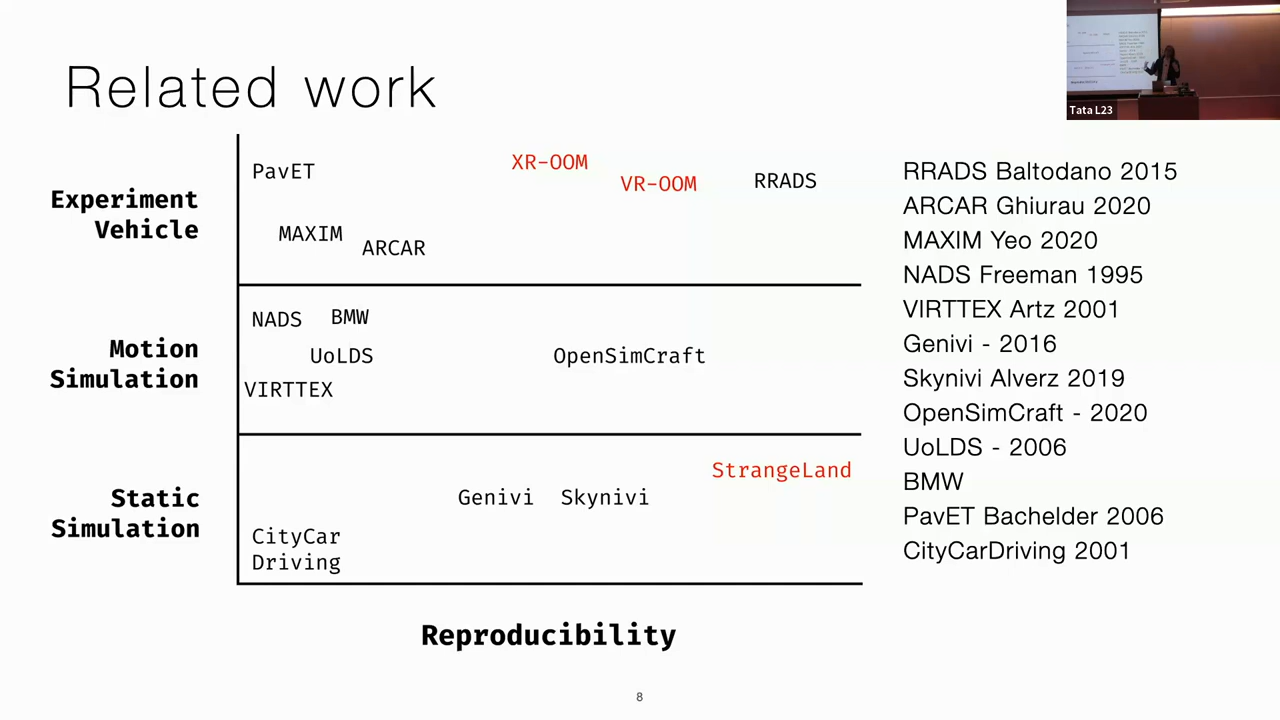 Related work
Tata L23
Experiment
Vehicle
PavET
XR-OOM
VR-OOM
RRADS
MAXIM
ARCAR
Motion
Simulation
NADS
BMW
UoLDS
OpenSimCraft
VIRTTEX
Static
Simulation
StrangeLand
Genivi
Skynivi
CityCar
Driving
Reproducibility
RRADS Baltodano 2015
ARCAR Ghiurau 2020
MAXIM Yeo 2020
NADS Freeman 1995
VIRTTEX Artz 2001
Genivi - 2016
Skynivi Alverz 2019
OpenSimCraft - 2020
UoLDS - 2006
BMW
PavET Bachelder 2006
CityCarDriving 2001
8